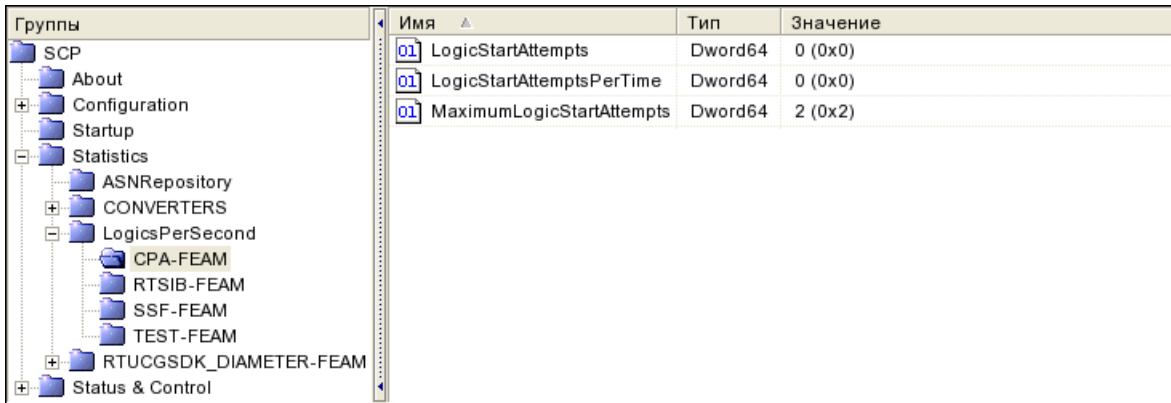 Группы
SCP
About
Configuration
Startup
Statistics
ASNRepository
CONVERTERS
LogicsPerSecond
CPA-FEAM
RTSIB-FEAM
SSF-FEAM
TEST-FEAM
RTUCGSDK_DIAMETER-FEAM
Status & Control
Имя Тип Значение
LogicStartAttempts Dword64 0 (0x0)
LogicStartAttemptsPerTime Dword64 0 (0x0)
MaximumLogicStartAttempts Dword64 2 (0x2)